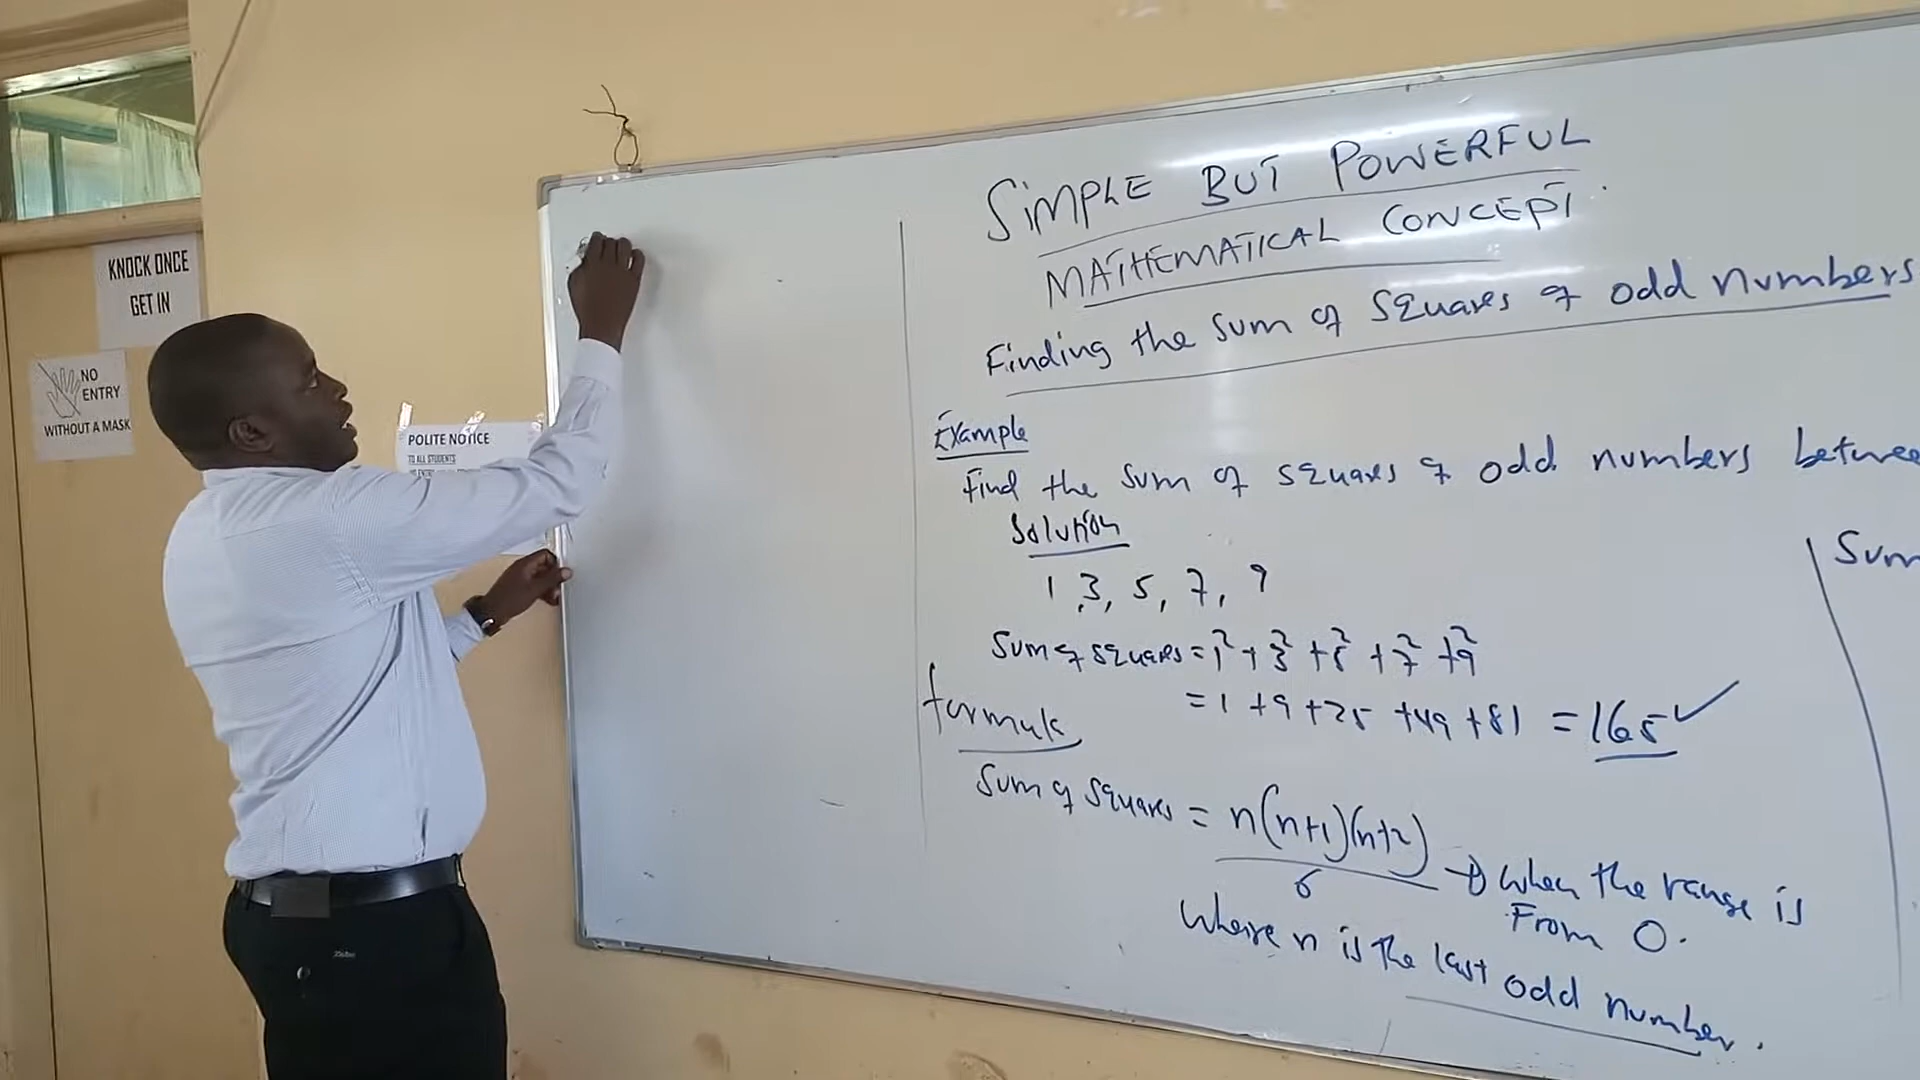 KNOCK ONCE
GET IN
NO
ENTRY
WITHOUT A MASK
POLITE NOTICE
TO ALL STUDENTS
SIMPLE BUT POWERFUL
MATHEMATICAL CONCEPT.
Finding the sum of squares of odd numbers
Example
Find the sum of squares of odd numbers betwee
Solution
1, 3, 5, 7, 9
Sum of squares = 1² + 3² + 5² + 7² + 9²
= 1 + 9 + 25 + 49 + 81 = 165 ✓
formula
Sum of squares = n(n+1)(n+2)
6
→ when the range is
From 0.
Where n is the last odd number.
Sum